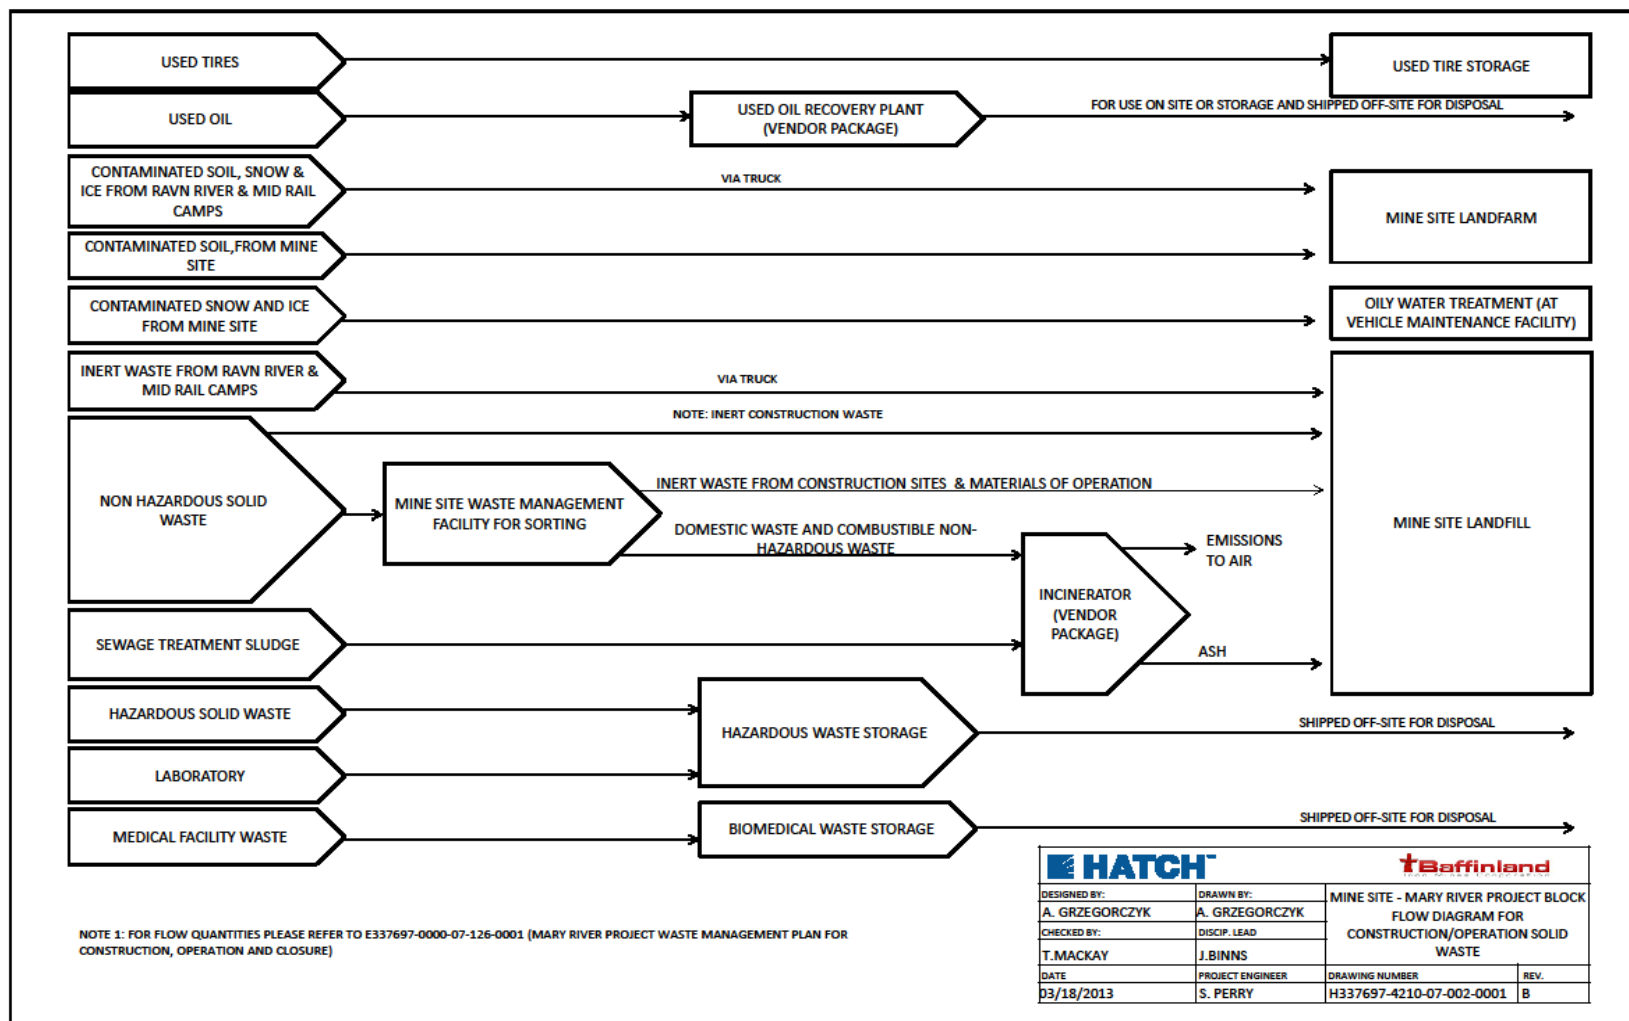 USED TIRES
USED TIRE STORAGE
USED OIL
USED OIL RECOVERY PLANT
(VENDOR PACKAGE)
FOR USE ON SITE OR STORAGE AND SHIPPED OFF-SITE FOR DISPOSAL
CONTAMINATED SOIL, SNOW &
ICE FROM RAVN RIVER & MID RAIL
CAMPS
VIA TRUCK
MINE SITE LANDFARM
CONTAMINATED SOIL,FROM MINE
SITE
CONTAMINATED SNOW AND ICE
FROM MINE SITE
OILY WATER TREATMENT (AT
VEHICLE MAINTENANCE FACILITY)
INERT WASTE FROM RAVN RIVER &
MID RAIL CAMPS
VIA TRUCK
NOTE: INERT CONSTRUCTION WASTE
NON HAZARDOUS SOLID
WASTE
MINE SITE WASTE MANAGEMENT
FACILITY FOR SORTING
INERT WASTE FROM CONSTRUCTION SITES & MATERIALS OF OPERATION
DOMESTIC WASTE AND COMBUSTIBLE NON-
HAZARDOUS WASTE
MINE SITE LANDFILL
EMISSIONS
TO AIR
INCINERATOR
(VENDOR
PACKAGE)
ASH
SEWAGE TREATMENT SLUDGE
HAZARDOUS SOLID WASTE
HAZARDOUS WASTE STORAGE
SHIPPED OFF-SITE FOR DISPOSAL
LABORATORY
MEDICAL FACILITY WASTE
BIOMEDICAL WASTE STORAGE
SHIPPED OFF-SITE FOR DISPOSAL
NOTE 1: FOR FLOW QUANTITIES PLEASE REFER TO E337697-0000-07-126-0001 (MARY RIVER PROJECT WASTE MANAGEMENT PLAN FOR
CONSTRUCTION, OPERATION AND CLOSURE)
HATCH™
Baffinland
DESIGNED BY:
A. GRZEGORCZYK
DRAWN BY:
A. GRZEGORCZYK
CHECKED BY:
T.MACKAY
DISCIP. LEAD
J.BINNS
MINE SITE - MARY RIVER PROJECT BLOCK
FLOW DIAGRAM FOR
CONSTRUCTION/OPERATION SOLID
WASTE
DATE
03/18/2013
PROJECT ENGINEER
S. PERRY
DRAWING NUMBER
H337697-4210-07-002-0001
REV.
B